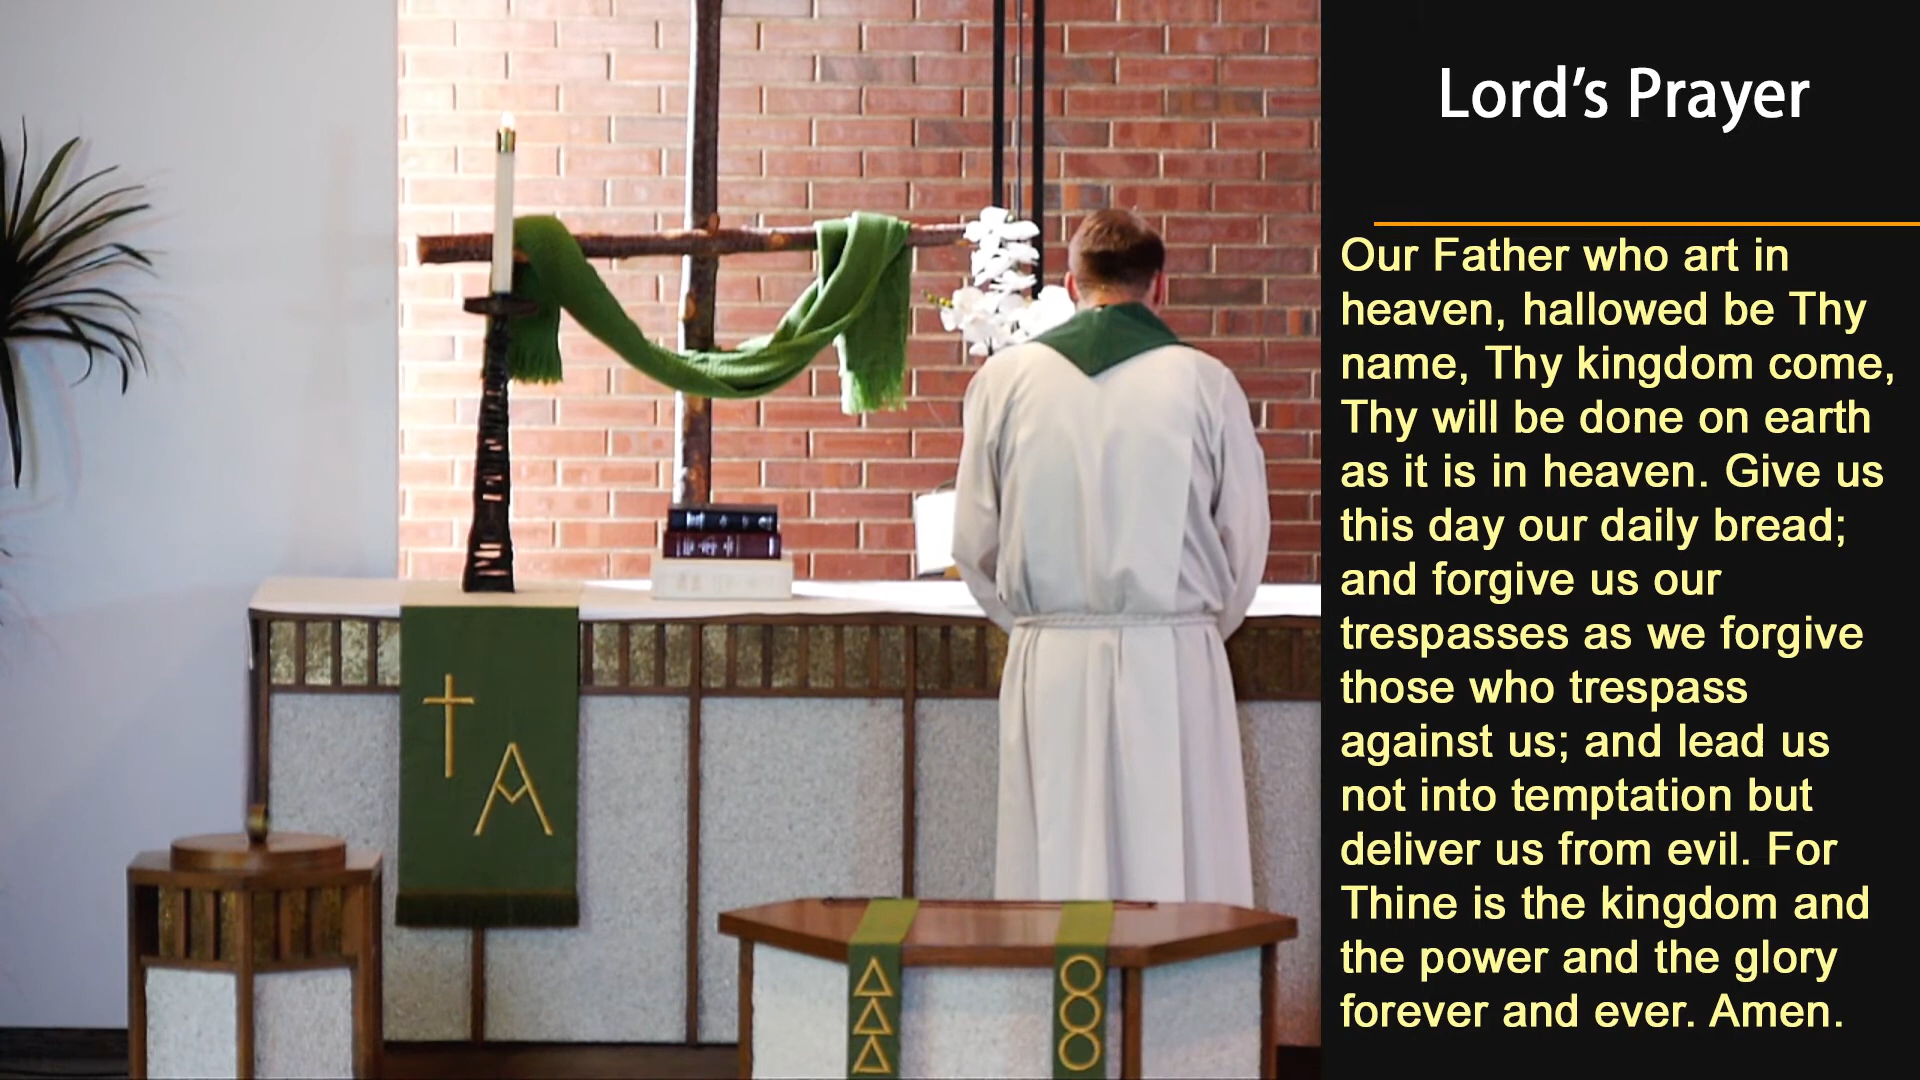 Lord’s Prayer
Our Father who art in
heaven, hallowed be Thy
name, Thy kingdom come,
Thy will be done on earth
as it is in heaven. Give us
this day our daily bread;
and forgive us our
trespasses as we forgive
those who trespass
against us; and lead us
not into temptation but
deliver us from evil. For
Thine is the kingdom and
the power and the glory
forever and ever. Amen.
A